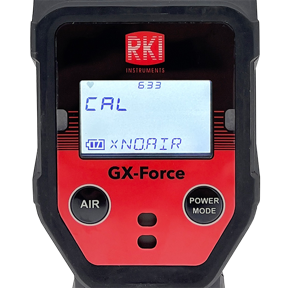 RKI
INSTRUMENTS
633
CAL
XNOAIR
GX-Force
AIR
POWER
MODE